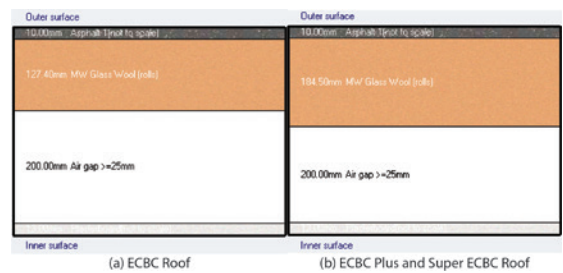 Outer surface
10.00mm Asphalt 1(not to scale)
127.40mm MW Glass Wool (rolls)
200.00mm Air gap >=25mm
Inner surface
(a) ECBC Roof
Outer surface
10.00mm Asphalt 1(not to scale)
184.50mm MW Glass Wool (rolls)
200.00mm Air gap >=25mm
Inner surface
(b) ECBC Plus and Super ECBC Roof